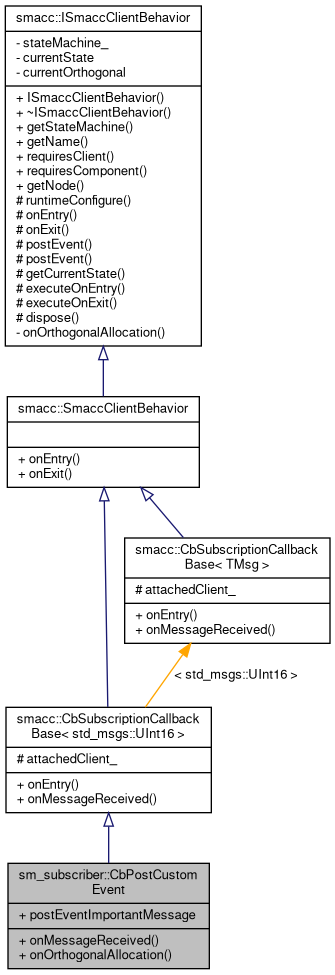 smacc::ISmaccClientBehavior
- stateMachine_
- currentState
- currentOrthogonal
+ ISmaccClientBehavior()
+ ~ISmaccClientBehavior()
+ getStateMachine()
+ getName()
+ requiresClient()
+ requiresComponent()
+ getNode()
# runtimeConfigure()
# onEntry()
# onExit()
# postEvent()
# postEvent()
# getCurrentState()
# executeOnEntry()
# executeOnExit()
# dispose()
- onOrthogonalAllocation()
smacc::SmaccClientBehavior
+ onEntry()
+ onExit()
smacc::CbSubscriptionCallback
Base< TMsg >
# attachedClient_
+ onEntry()
+ onMessageReceived()
< std_msgs::UInt16 >
smacc::CbSubscriptionCallback
Base< std_msgs::UInt16 >
# attachedClient_
+ onEntry()
+ onMessageReceived()
sm_subscriber::CbPostCustom
Event
+ postEventImportantMessage
+ onMessageReceived()
+ onOrthogonalAllocation()